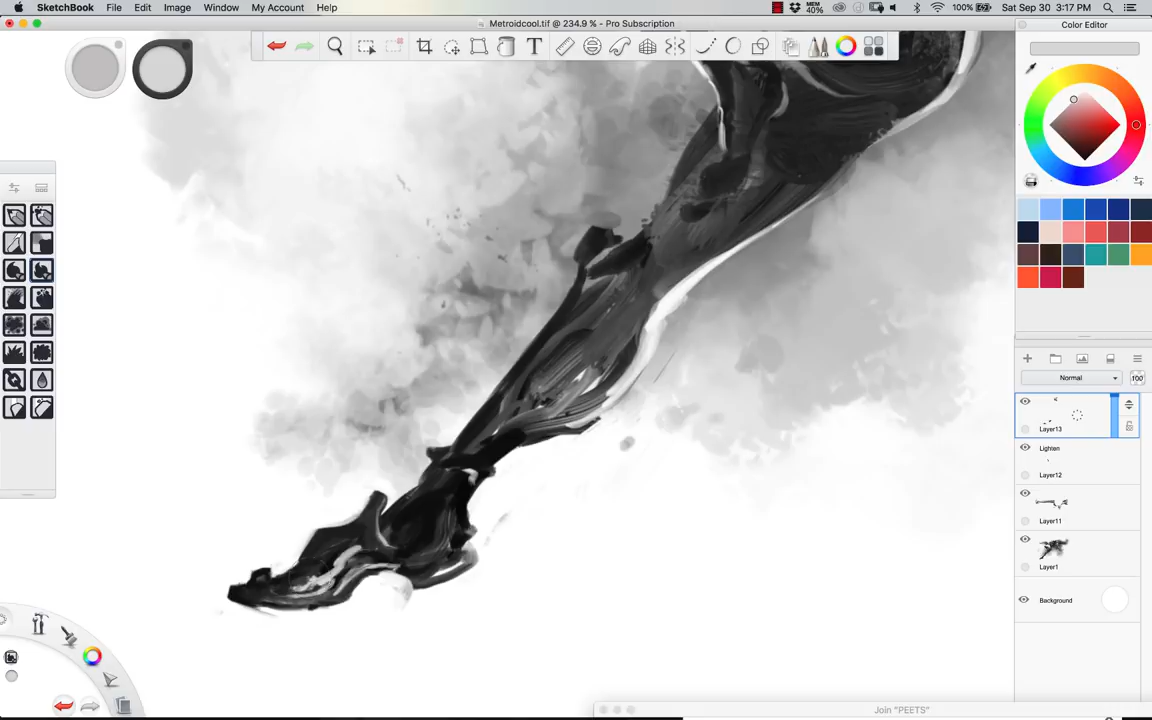 SketchBook File Edit Image Window My Account Help MEM 40% 100% Sat Sep 30 3:17 PM
Metroidcool.tif @ 234.9 % - Pro Subscription
Color Editor
T
Normal 100
Layer13
Lighten
Layer12
Layer11
Layer1
Background
Join "PEETS"